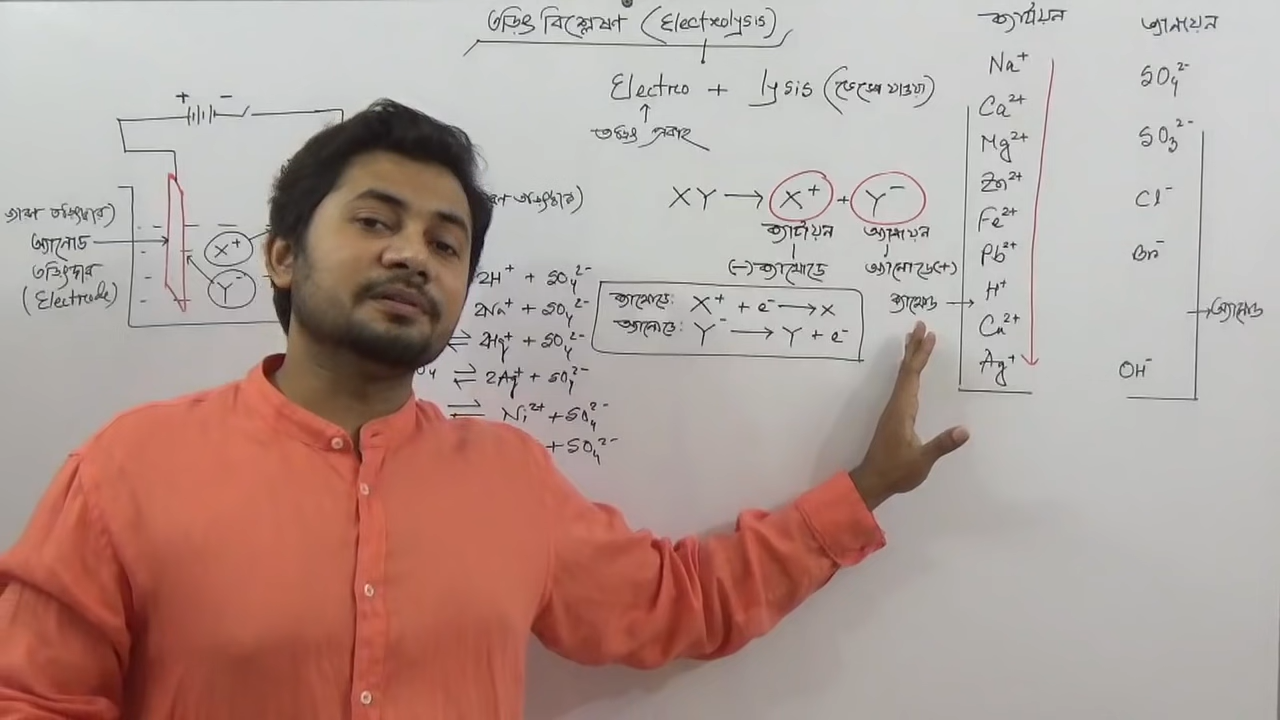 তড়িৎ বিশ্লেষণ (Electrolysis)
Electro + lysis (ভেঙ্গে যাওয়া)
তড়িৎ প্রবাহ
XY → X⁺ + Y⁻
ক্যাটায়ন অ্যানায়ন
(-) ক্যাথোডে অ্যানোডে(+)
ক্যাথোডে: X⁺ + e⁻ → X
অ্যানোডে: Y⁻ → Y + e⁻
+ −
অ্যানোড
তড়িৎদ্বার
(Electrode)
X⁺
Y⁻
2H⁺ + SO₄²⁻
2Na⁺ + SO₄²⁻
⇌ + SO₄²⁻
⇌ 2Ag⁺ + SO₄²⁻
⇌ Ni²⁺ + SO₄²⁻
+ SO₄²⁻
ক্যাটায়ন
Na⁺
Ca²⁺
Mg²⁺
Zn²⁺
Fe²⁺
Pb²⁺
H⁺
Cu²⁺
Ag⁺
ক্যাথোড →
অ্যানায়ন
SO₄²⁻
SO₃²⁻
Cl⁻
Br⁻
OH⁻
→ অ্যানোড